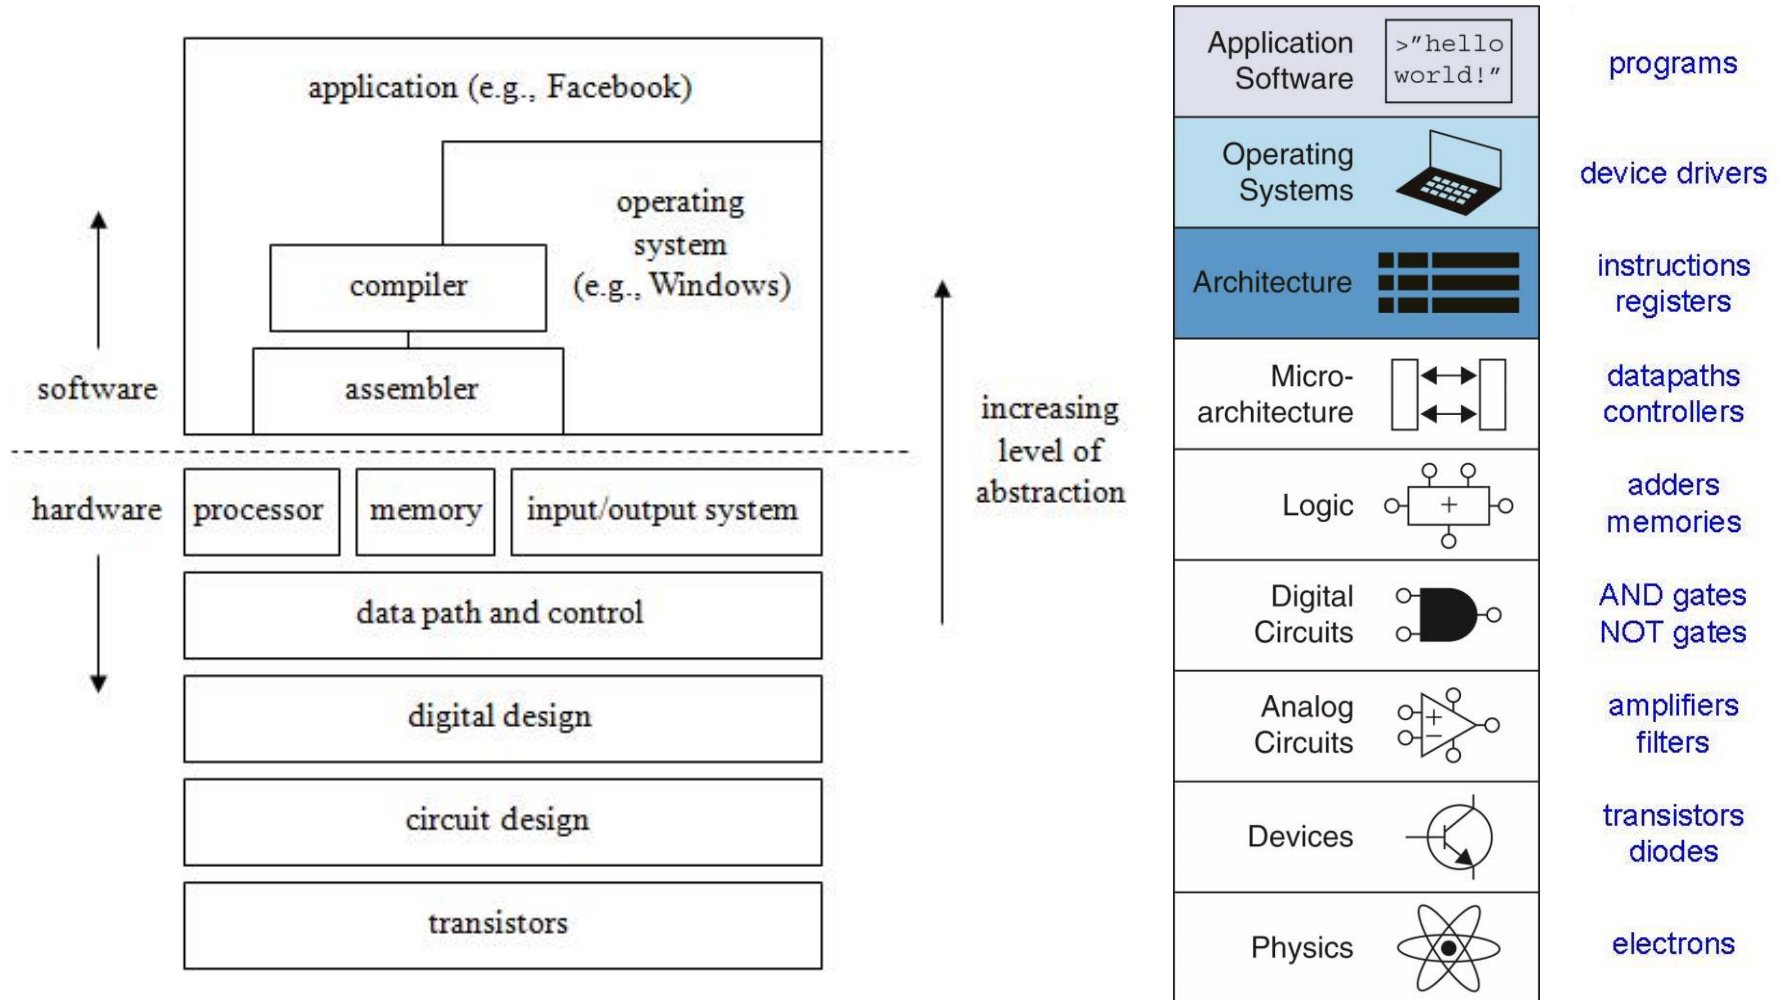 application (e.g., Facebook)
operating
system
(e.g., Windows)
compiler
assembler
software
hardware
processor
memory
input/output system
data path and control
digital design
circuit design
transistors
increasing
level of
abstraction
Application
Software
>"hello
world!"
programs
Operating
Systems
device drivers
Architecture
instructions
registers
Micro-
architecture
datapaths
controllers
Logic
+
adders
memories
Digital
Circuits
AND gates
NOT gates
Analog
Circuits
+
−
amplifiers
filters
Devices
transistors
diodes
Physics
electrons